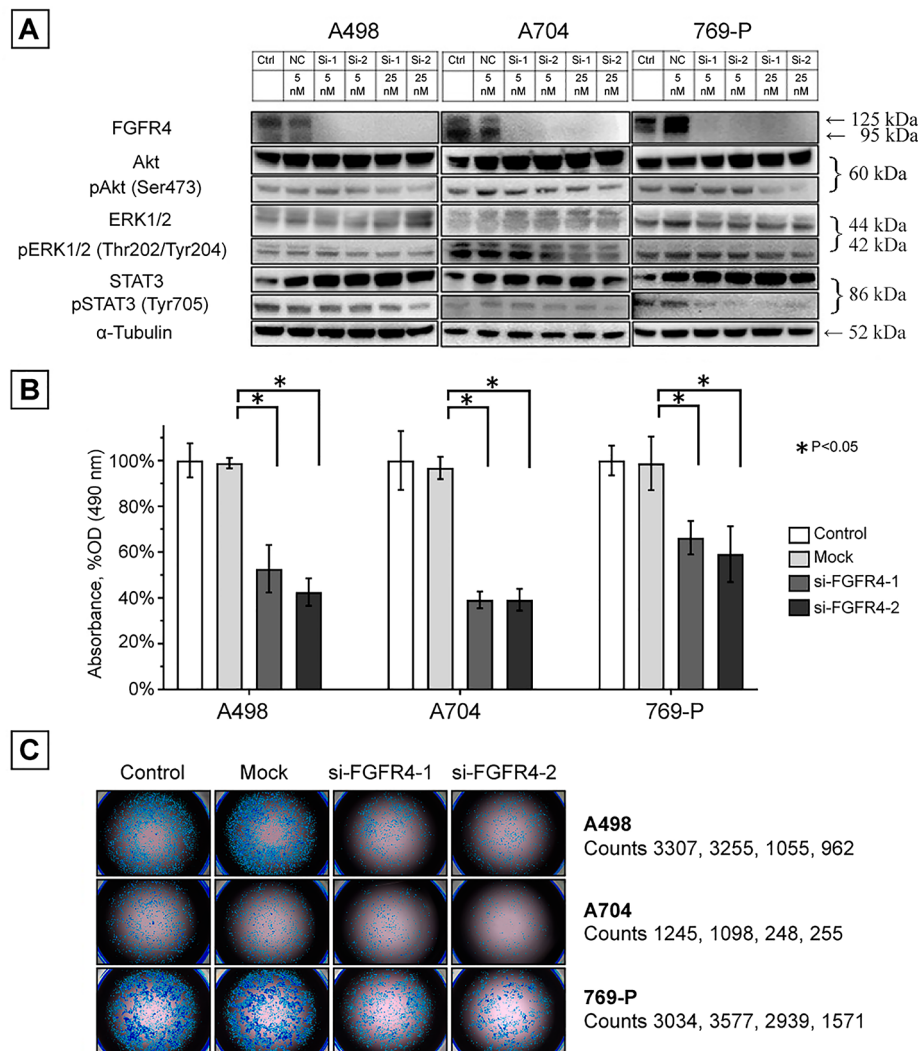 A
A498 A704 769-P
Ctrl NC Si-1 Si-2 Si-1 Si-2 Ctrl NC Si-1 Si-2 Si-1 Si-2 Ctrl NC Si-1 Si-2 Si-1 Si-2
5 nM 5 nM 5 nM 25 nM 25 nM 5 nM 5 nM 5 nM 25 nM 25 nM 5 nM 5 nM 5 nM 25 nM 25 nM
FGFR4 ← 125 kDa
← 95 kDa
Akt
60 kDa
pAkt (Ser473)
ERK1/2 44 kDa
pERK1/2 (Thr202/Tyr204) 42 kDa
STAT3
86 kDa
pSTAT3 (Tyr705)
α-Tubulin ← 52 kDa
B
Absorbance, %OD (490 nm)
100%
80%
60%
40%
20%
0%
* * * * * *
* P<0.05
Control
Mock
si-FGFR4-1
si-FGFR4-2
A498 A704 769-P
C
Control Mock si-FGFR4-1 si-FGFR4-2
A498
Counts 3307, 3255, 1055, 962
A704
Counts 1245, 1098, 248, 255
769-P
Counts 3034, 3577, 2939, 1571